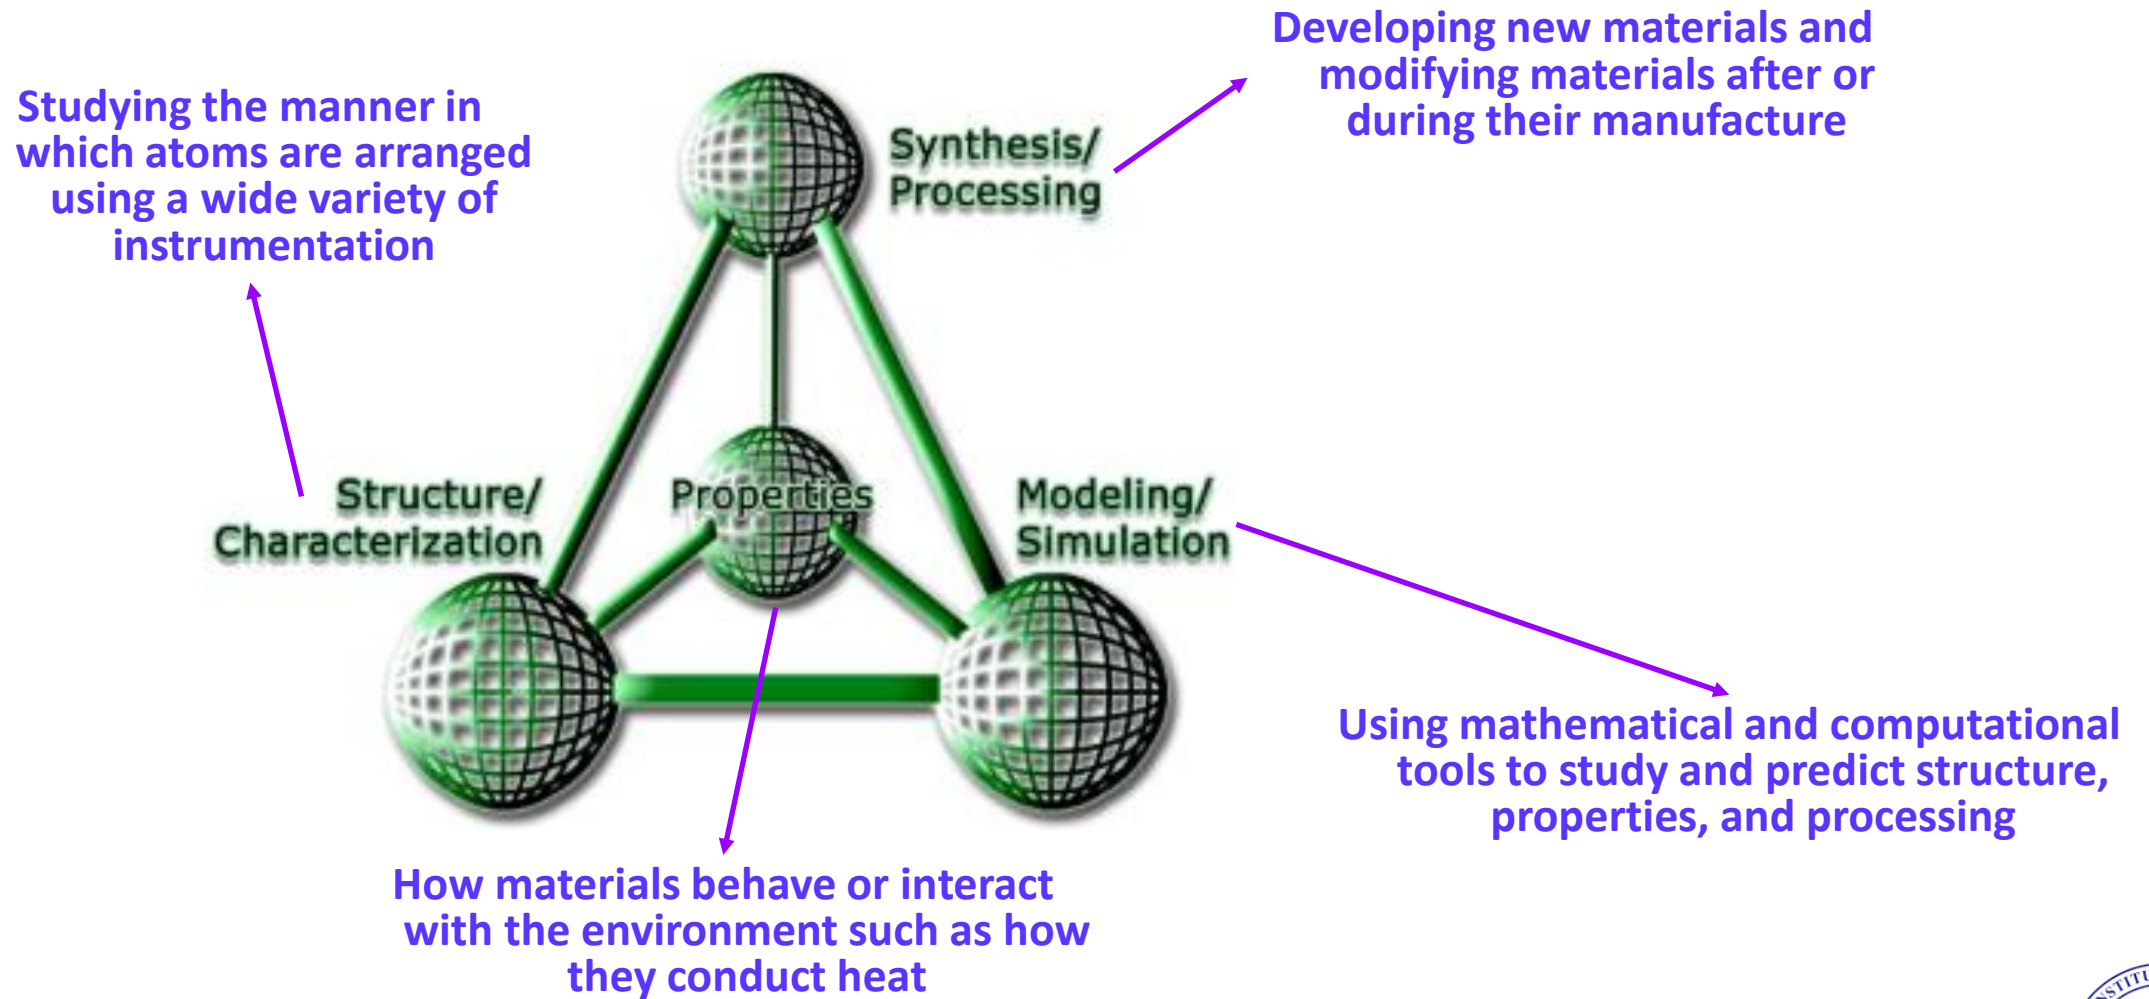 Developing new materials and
modifying materials after or
during their manufacture
Studying the manner in
which atoms are arranged
using a wide variety of
instrumentation
Synthesis/
Processing
Structure/
Characterization
Properties
Modeling/
Simulation
Using mathematical and computational
tools to study and predict structure,
properties, and processing
How materials behave or interact
with the environment such as how
they conduct heat